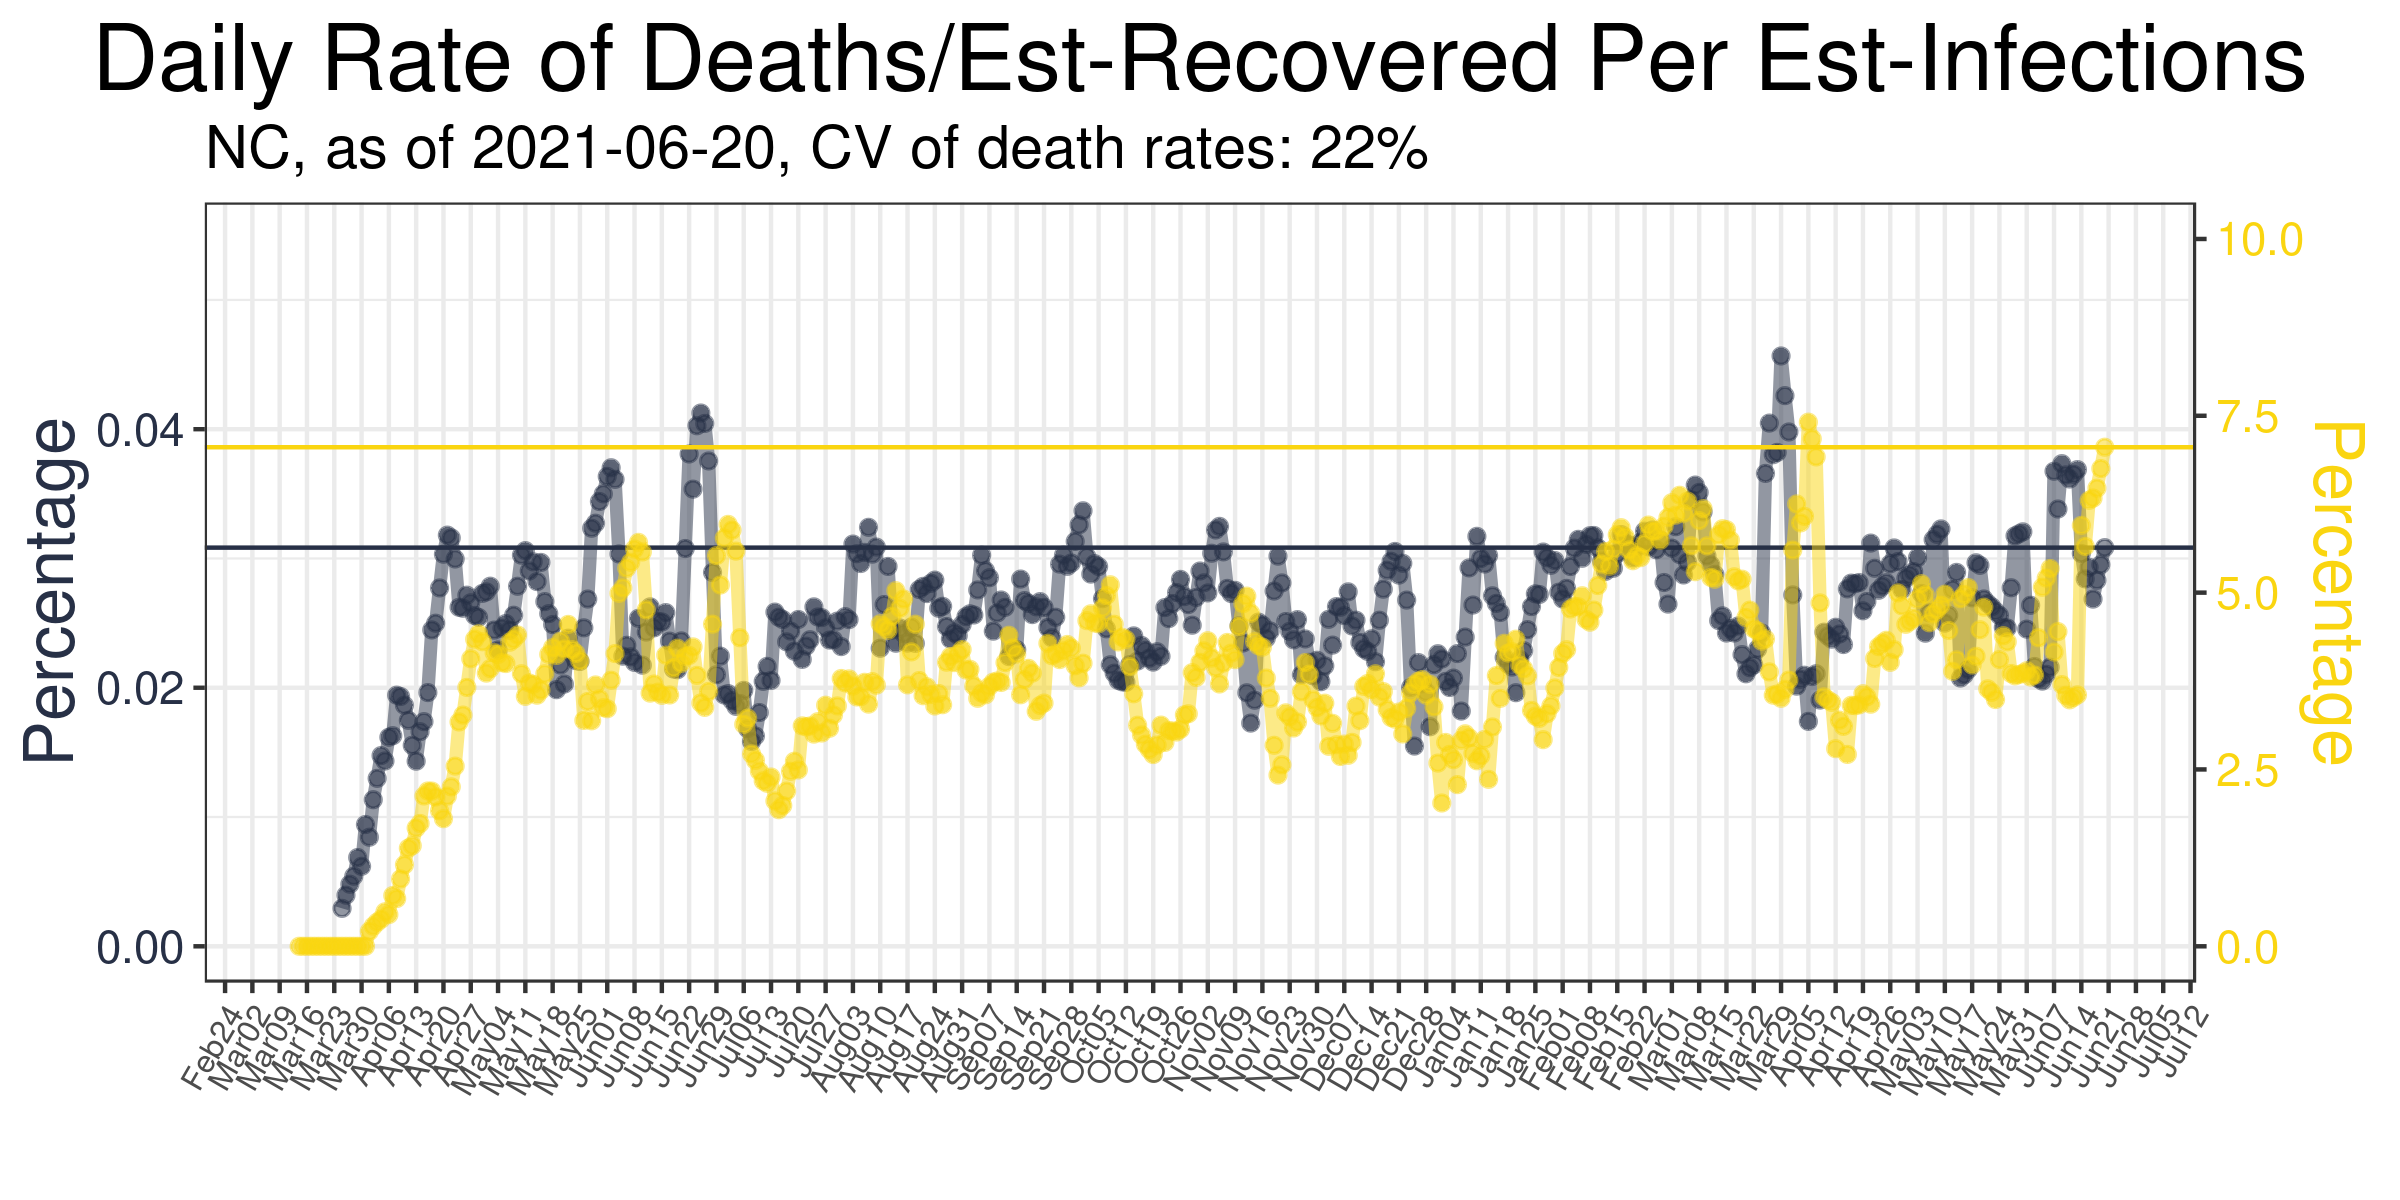 Daily Rate of Deaths/Est-Recovered Per Est-Infections
NC, as of 2021-06-20, CV of death rates: 22%
Percentage
0.04
0.02
0.00
10.0
7.5
5.0
2.5
0.0
Percentage
Feb24
Mar02
Mar09
Mar16
Mar23
Mar30
Apr06
Apr13
Apr20
Apr27
May04
May11
May18
May25
Jun01
Jun08
Jun15
Jun22
Jun29
Jul06
Jul13
Jul20
Jul27
Aug03
Aug10
Aug17
Aug24
Aug31
Sep07
Sep14
Sep21
Sep28
Oct05
Oct12
Oct19
Oct26
Nov02
Nov09
Nov16
Nov23
Nov30
Dec07
Dec14
Dec21
Dec28
Jan04
Jan11
Jan18
Jan25
Feb01
Feb08
Feb15
Feb22
Mar01
Mar08
Mar15
Mar22
Mar29
Apr05
Apr12
Apr19
Apr26
May03
May10
May17
May24
May31
Jun07
Jun14
Jun21
Jun28
Jul05
Jul12